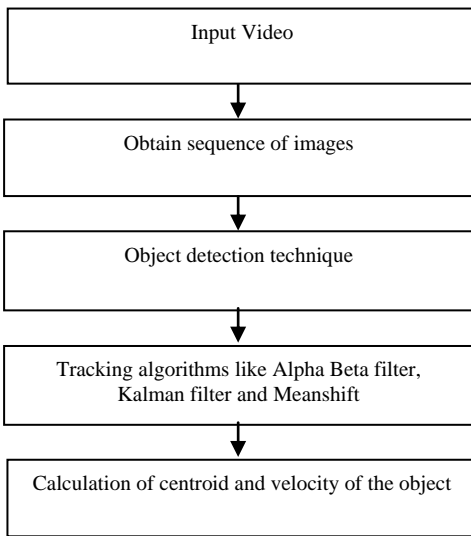 Input Video
Obtain sequence of images
Object detection technique
Tracking algorithms like Alpha Beta filter,
Kalman filter and Meanshift
Calculation of centroid and velocity of the object